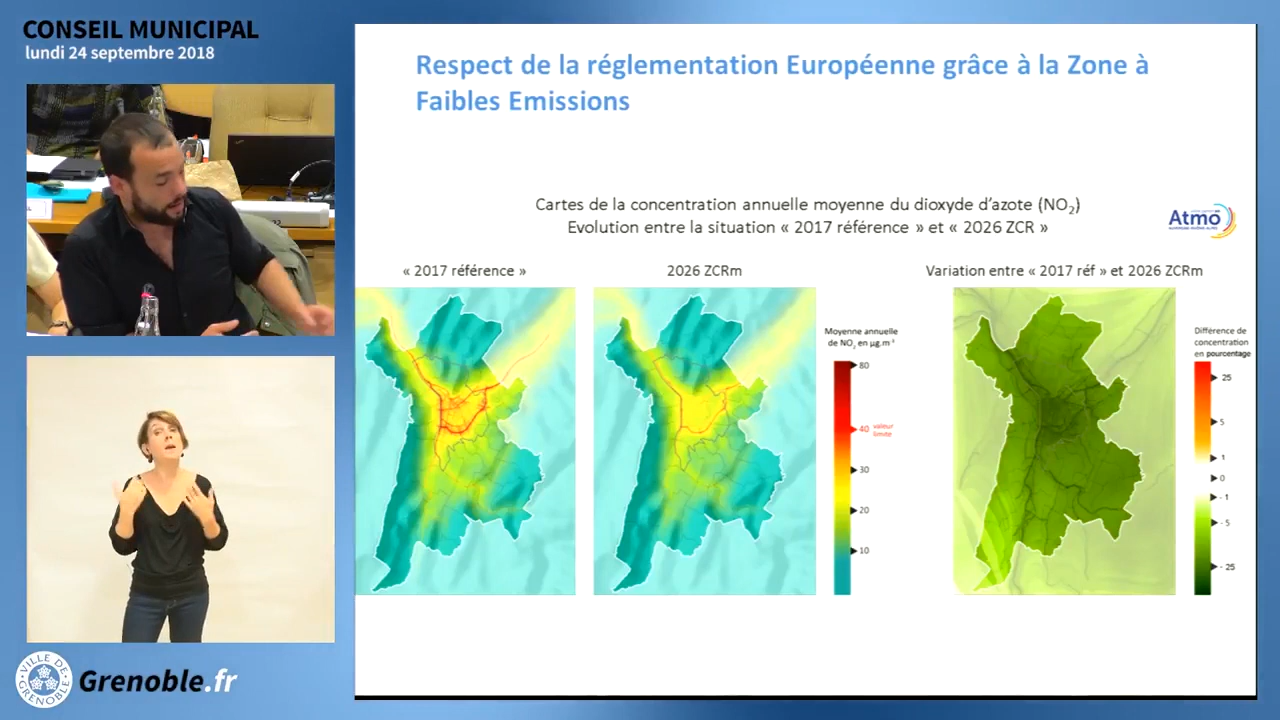 CONSEIL MUNICIPAL
lundi 24 septembre 2018
Respect de la réglementation Européenne grâce à la Zone à
Faibles Emissions
Cartes de la concentration annuelle moyenne du dioxyde d'azote (NO2)
Evolution entre la situation « 2017 référence » et « 2026 ZCR »
Atmo
« 2017 référence »
2026 ZCRm
Variation entre « 2017 réf » et 2026 ZCRm
Moyenne annuelle
de NO2 en µg.m-3
80
40 valeur
limite
30
20
10
Différence de
concentration
en pourcentage
25
5
1
0
- 1
- 5
- 25
VILLE DE
GRENOBLE
Grenoble.fr